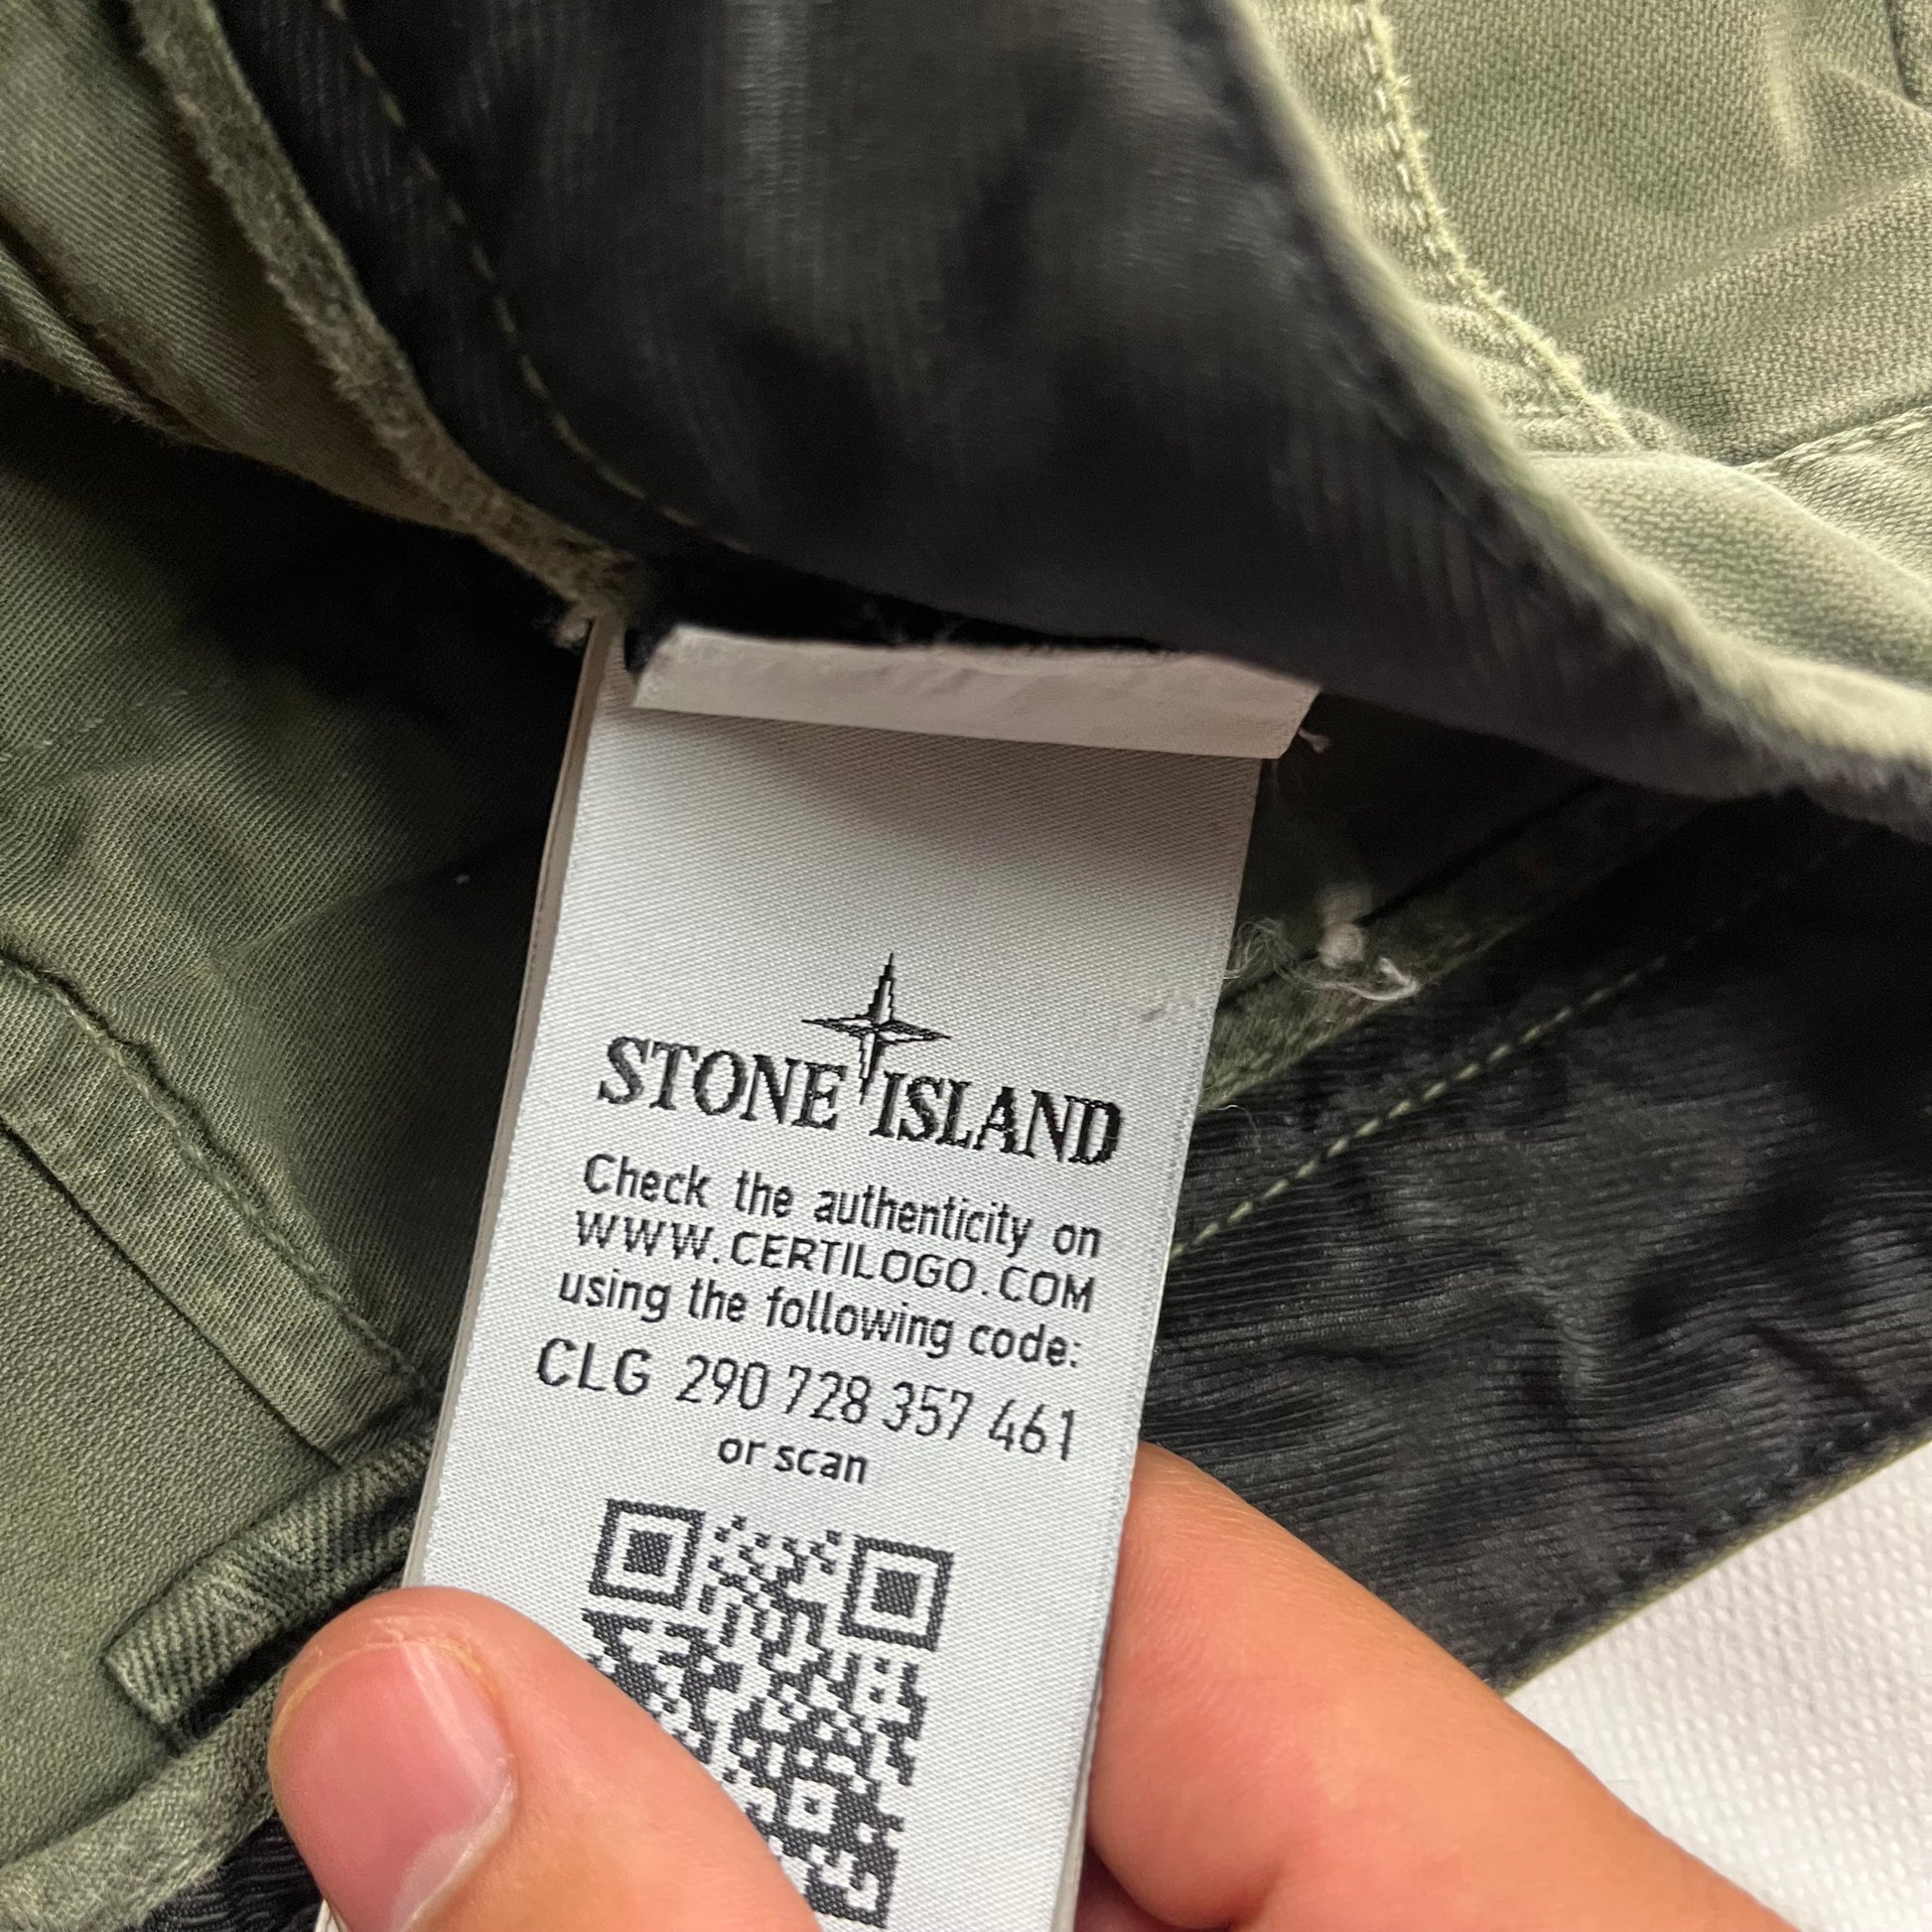 STONE ISLAND
Check the authenticity on
WWW.CERTILOGO.COM
using the following code:
CLG 290 728 357 461
or scan